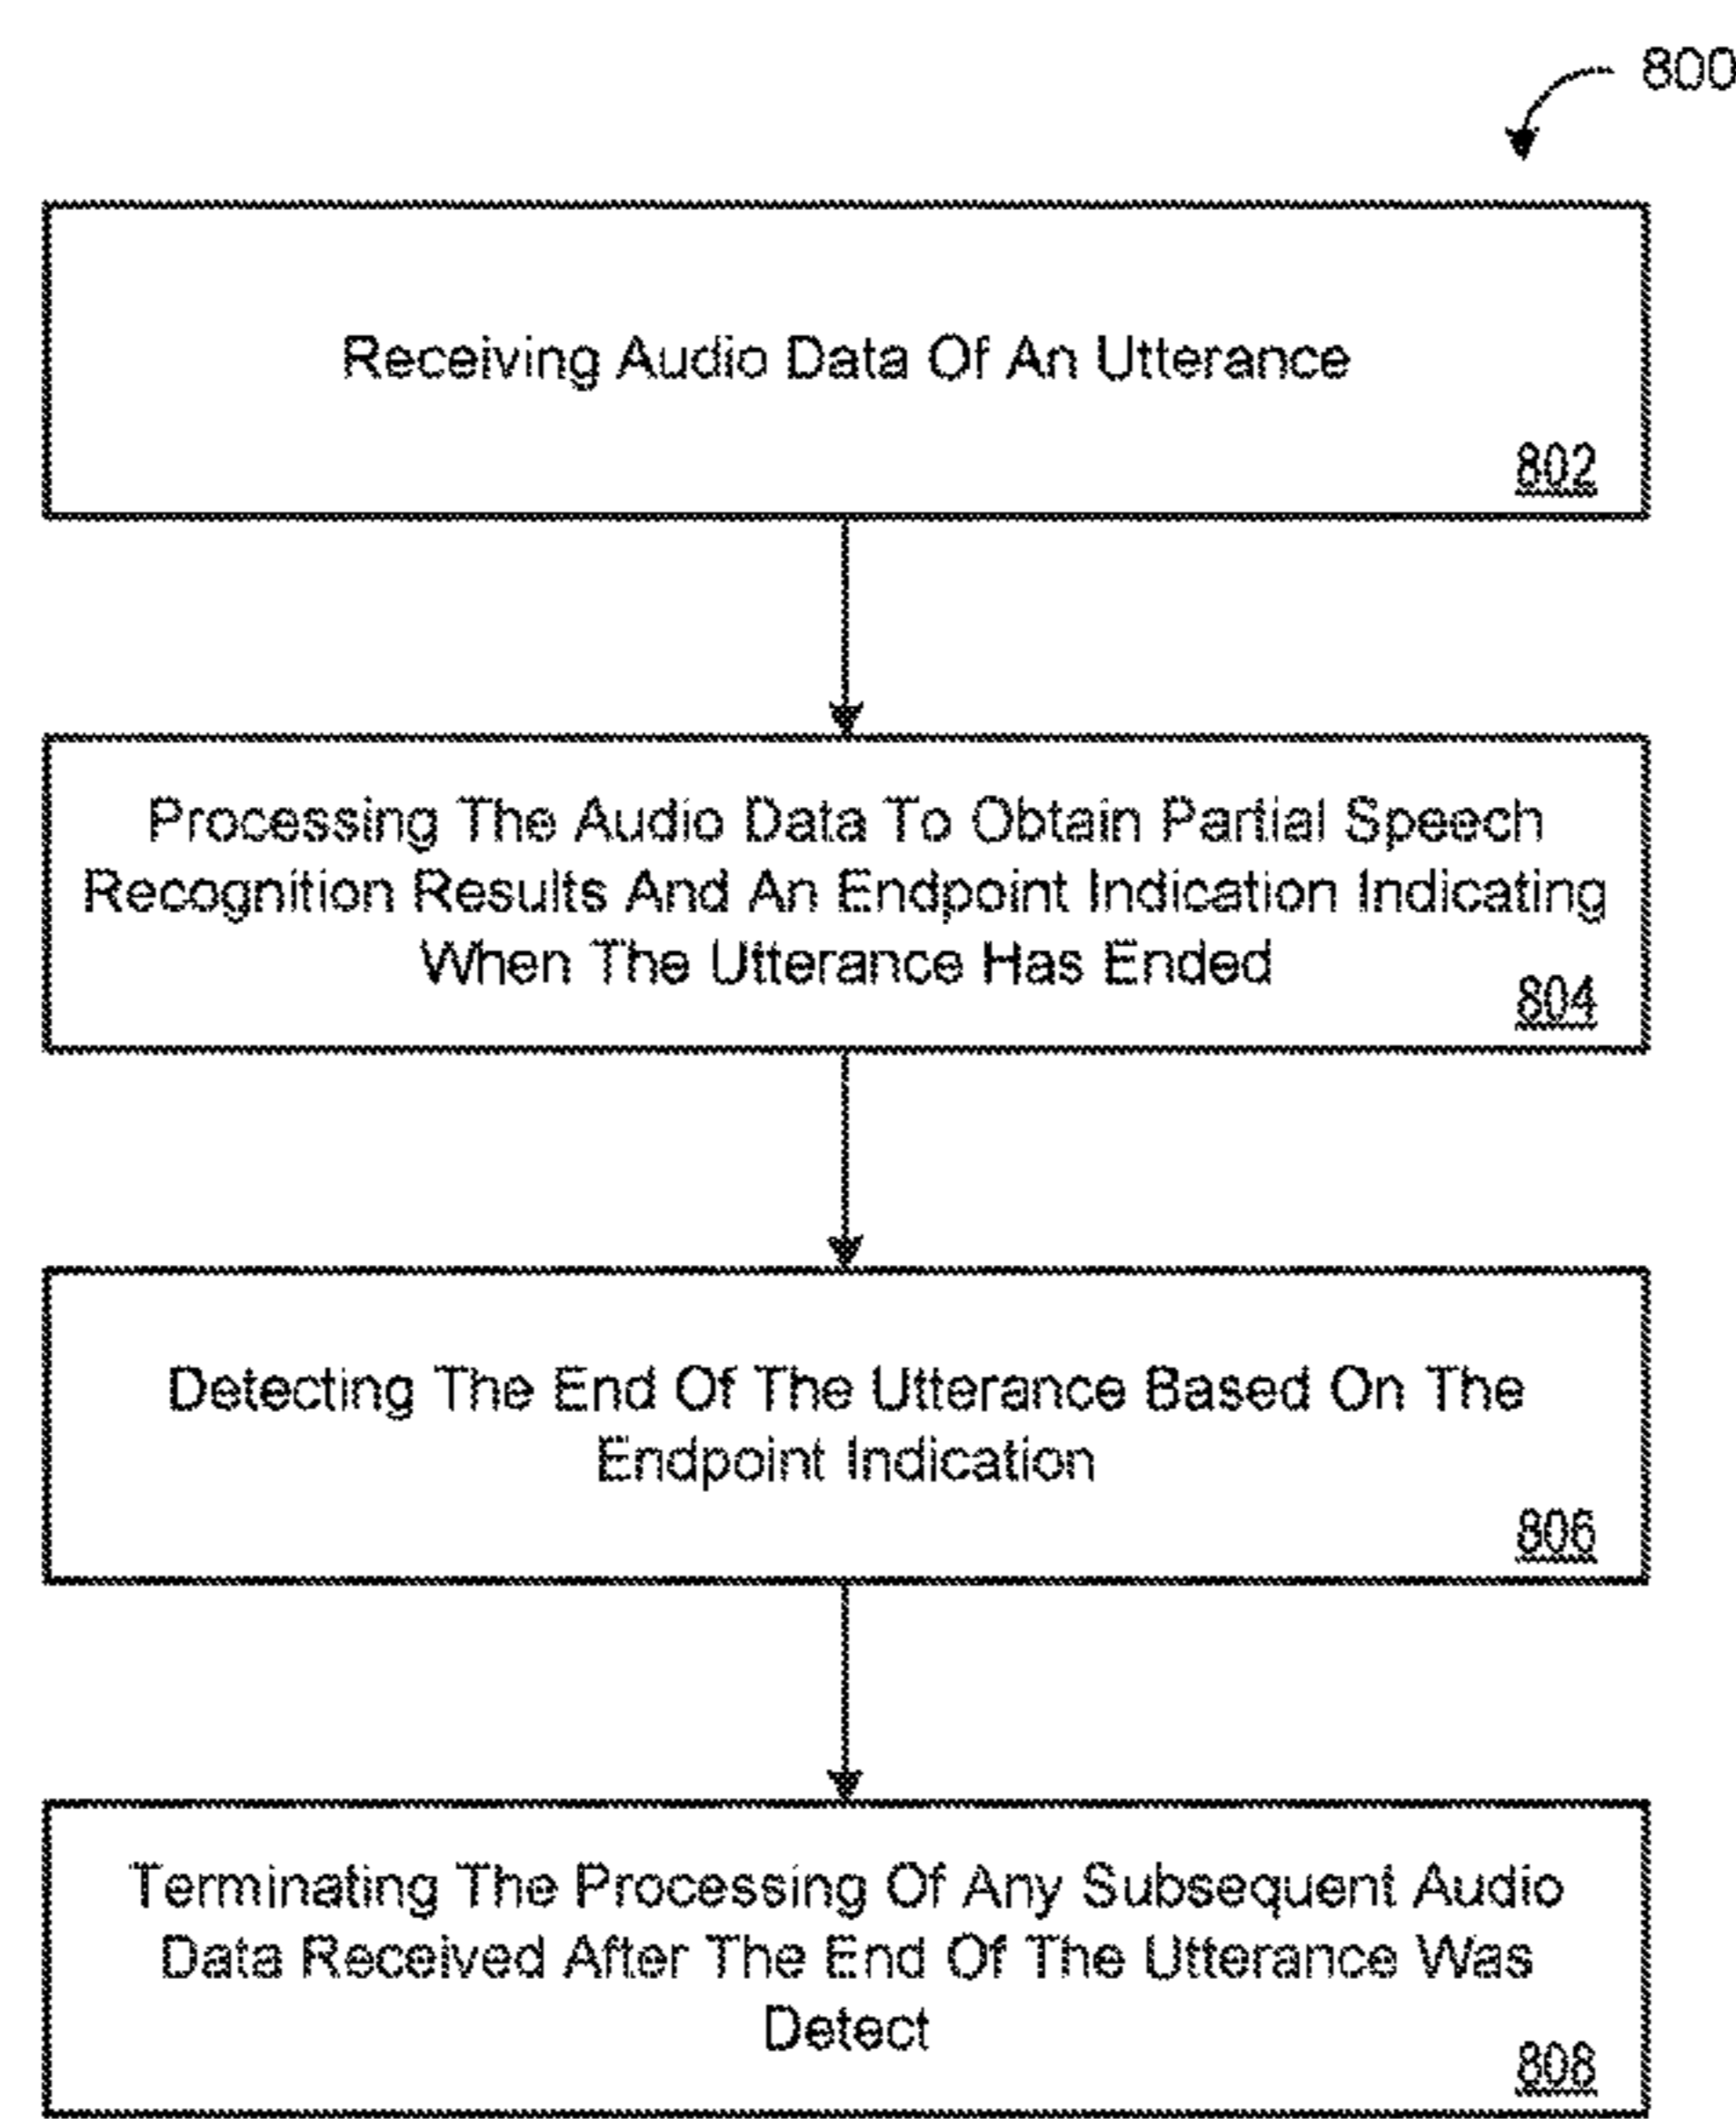 800
Receiving Audio Data Of An Utterance
802
Processing The Audio Data To Obtain Partial Speech
Recognition Results And An Endpoint Indication Indicating
When The Utterance Has Ended
804
Detecting The End Of The Utterance Based On The
Endpoint Indication
806
Terminating The Processing Of Any Subsequent Audio
Data Received After The End Of The Utterance Was
Detect
808